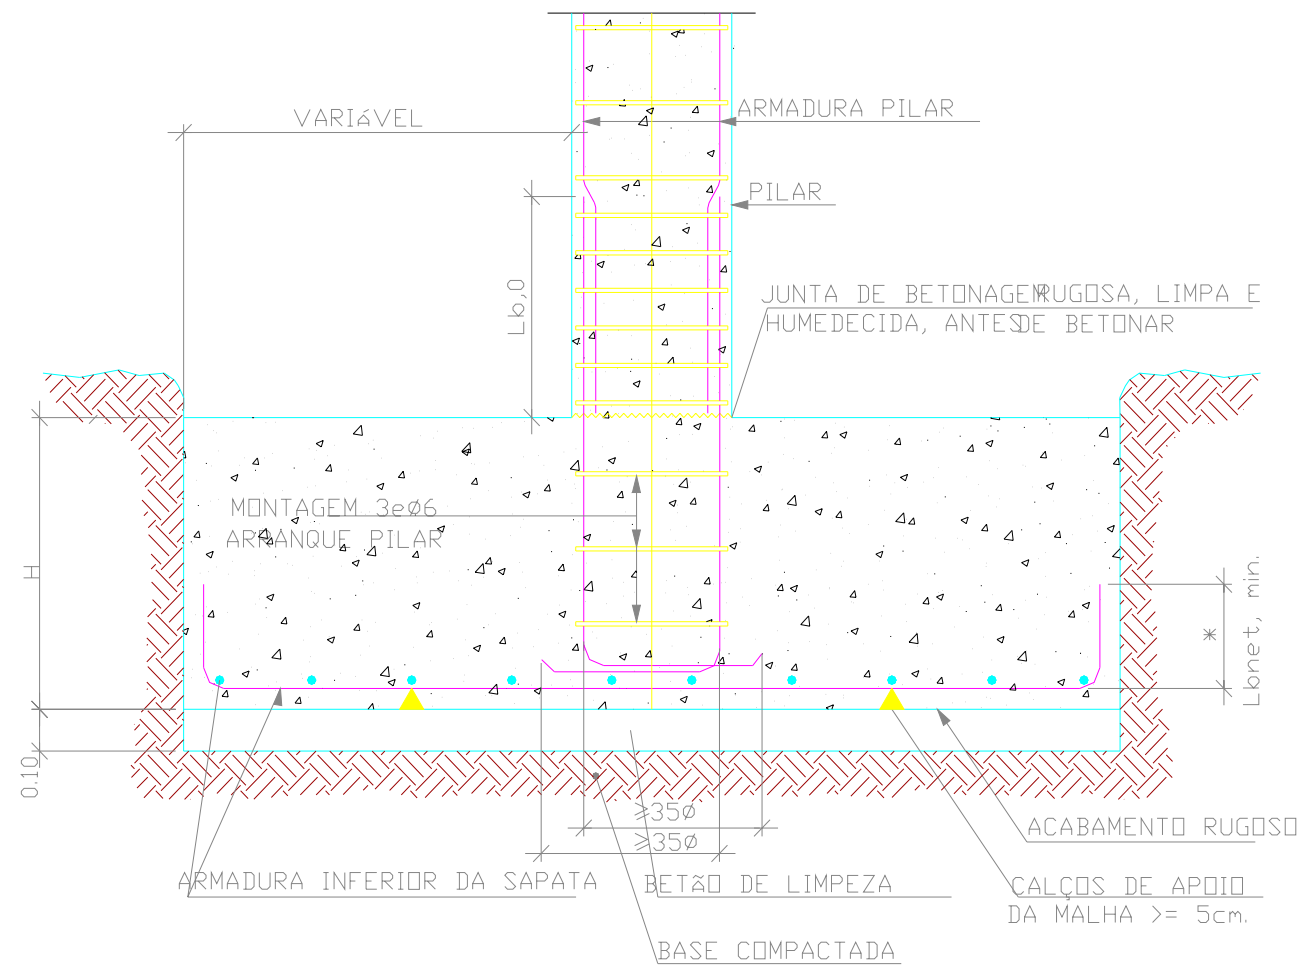 VARIáVEL
ARMADURA PILAR
PILAR
Lb,0
JUNTA DE BETONAGEM RUGOSA, LIMPA E
HUMEDECIDA, ANTES DE BETONAR
MONTAGEM 3eø6
ARRANQUE PILAR
H
*
Lbnet, min.
0.10
≥35ø
≥35ø
ACABAMENTO RUGOSO
ARMADURA INFERIOR DA SAPATA
BETãO DE LIMPEZA
CALÇOS DE APOIO
DA MALHA >= 5cm.
BASE COMPACTADA